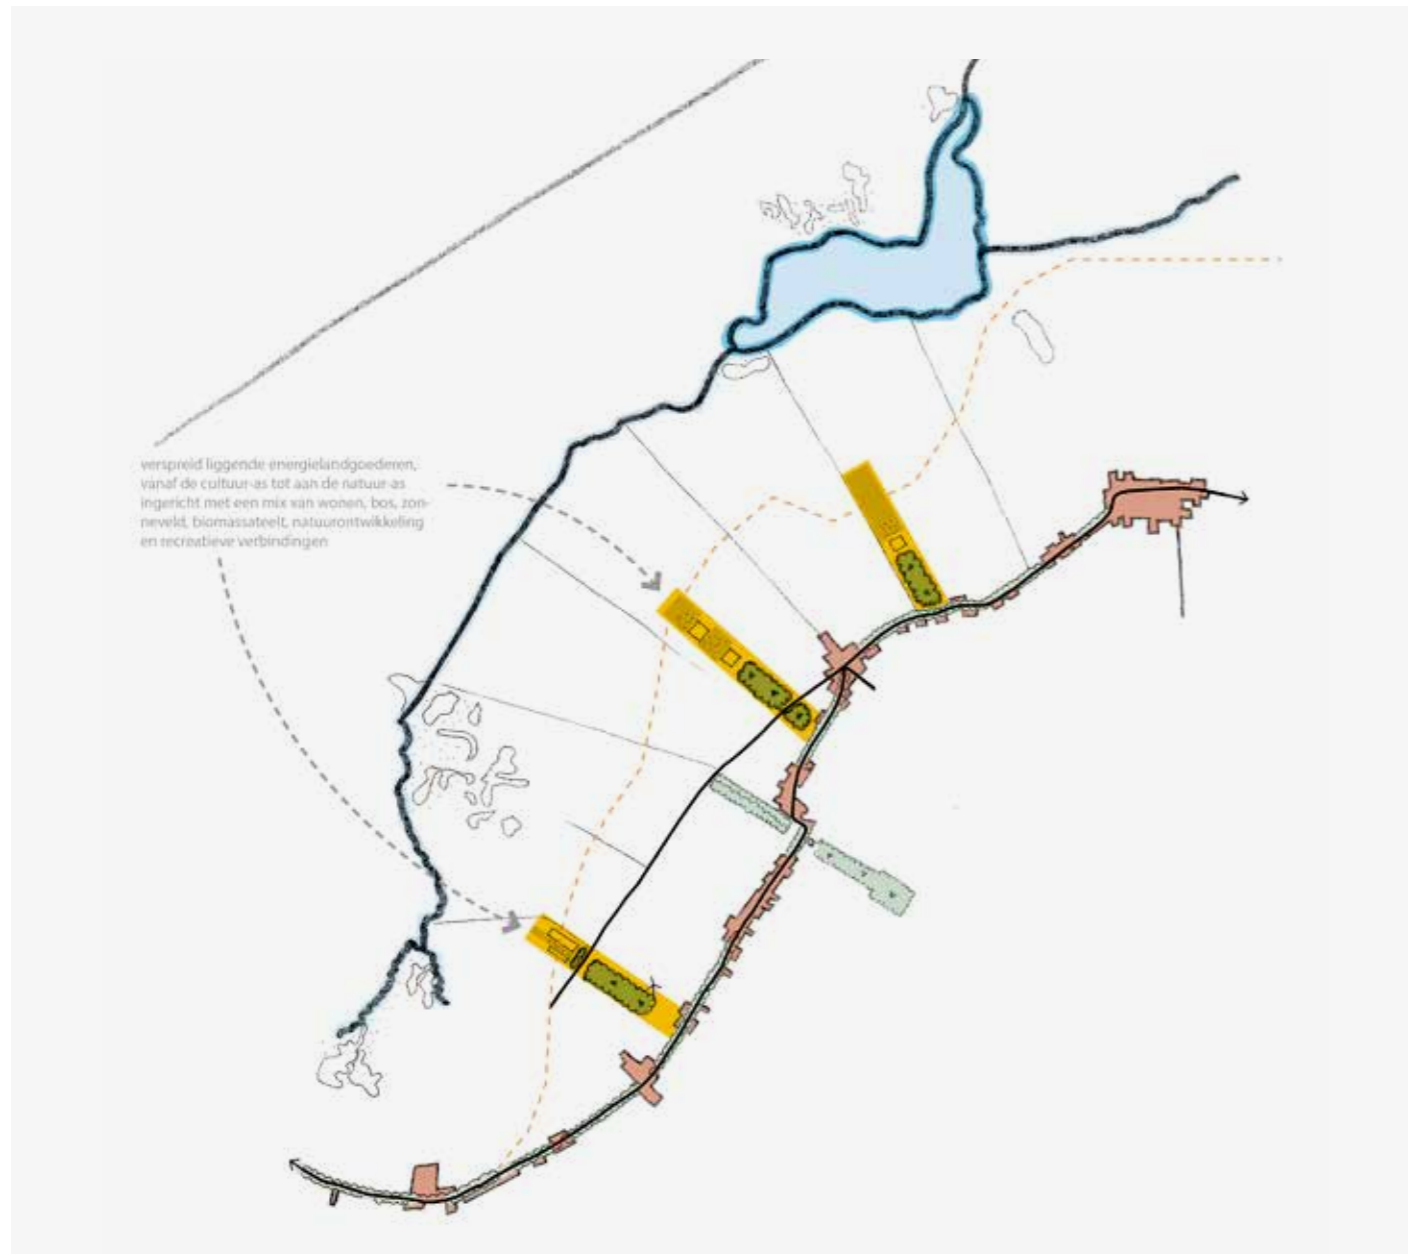 verspreid liggende energielandgoederen,
vanaf de cultuur-as tot aan de natuur-as
ingericht met een mix van wonen, bos, zon-
neveld, biomassateelt, natuurontwikkeling
en recreatieve verbindingen